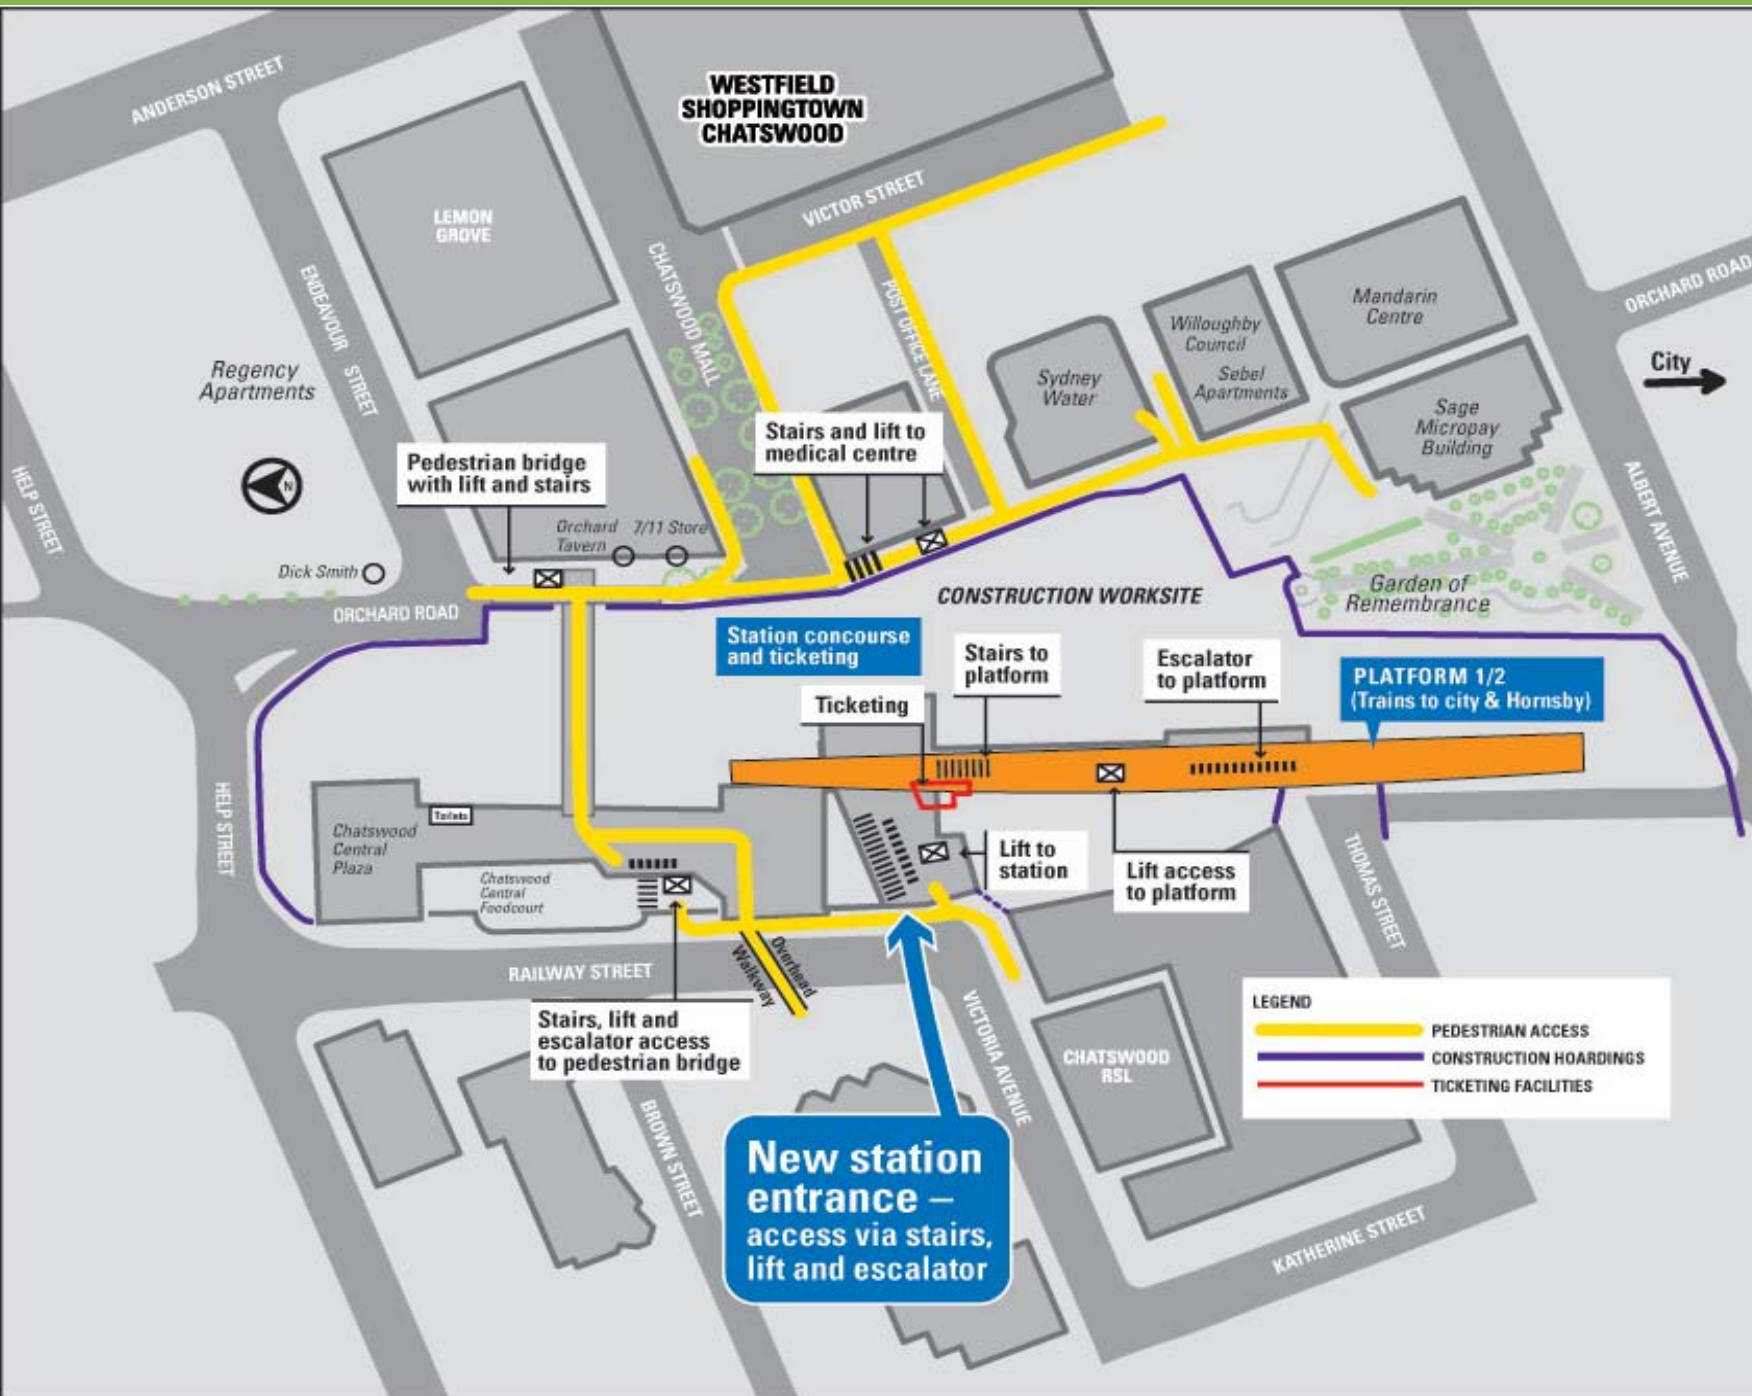 ANDERSON STREET
WESTFIELD
SHOPPINGTOWN
CHATSWOOD
LEMON
GROVE
VICTOR STREET
ENDEAVOUR STREET
CHATSWOOD MALL
POST OFFICE LANE
Regency
Apartments
Sydney
Water
Willoughby
Council
Sebel
Apartments
Mandarin
Centre
ORCHARD ROAD
City
Sage
Micropay
Building
HELP STREET
N
Pedestrian bridge
with lift and stairs
Stairs and lift to
medical centre
Orchard
Tavern
7/11 Store
Dick Smith
ORCHARD ROAD
ALBERT AVENUE
CONSTRUCTION WORKSITE
Garden of
Remembrance
Station concourse
and ticketing
Stairs to
platform
Escalator
to platform
PLATFORM 1/2
(Trains to city & Hornsby)
Ticketing
HELP STREET
Toilets
Chatswood
Central
Plaza
Chatswood
Central
Foodcourt
Lift to
station
Lift access
to platform
THOMAS STREET
RAILWAY STREET
Overhead
Walkway
Stairs, lift and
escalator access
to pedestrian bridge
VICTORIA AVENUE
CHATSWOOD
RSL
LEGEND
PEDESTRIAN ACCESS
CONSTRUCTION HOARDINGS
TICKETING FACILITIES
BROWN STREET
New station
entrance –
access via stairs,
lift and escalator
KATHERINE STREET